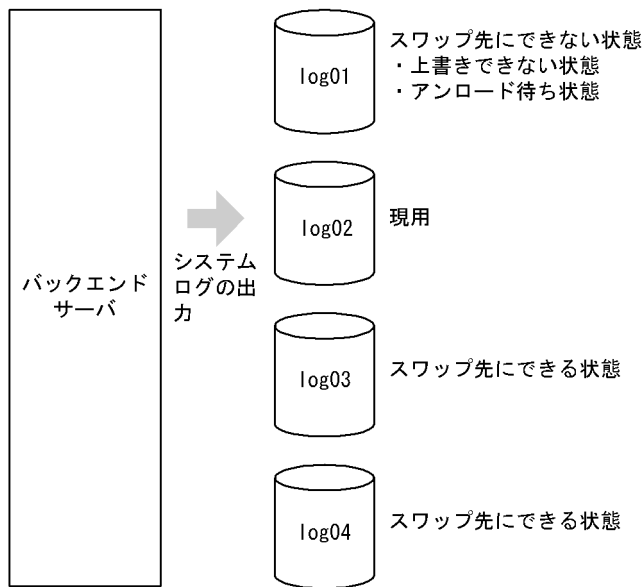 スワップ先にできない状態
・上書きできない状態
・アンロード待ち状態
log01
現用
log02
システム
ログの出
力
バックエンド
サーバ
スワップ先にできる状態
log03
スワップ先にできる状態
log04